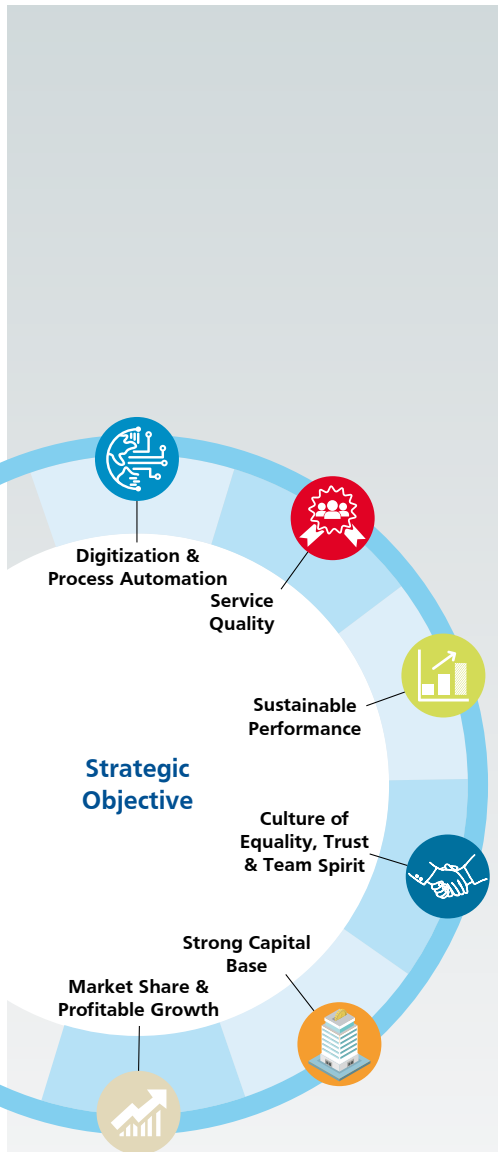 Digitization &
Process Automation
Service
Quality
Sustainable
Performance
Strategic
Objective
Culture of
Equality, Trust
& Team Spirit
Strong Capital
Base
Market Share &
Profitable Growth